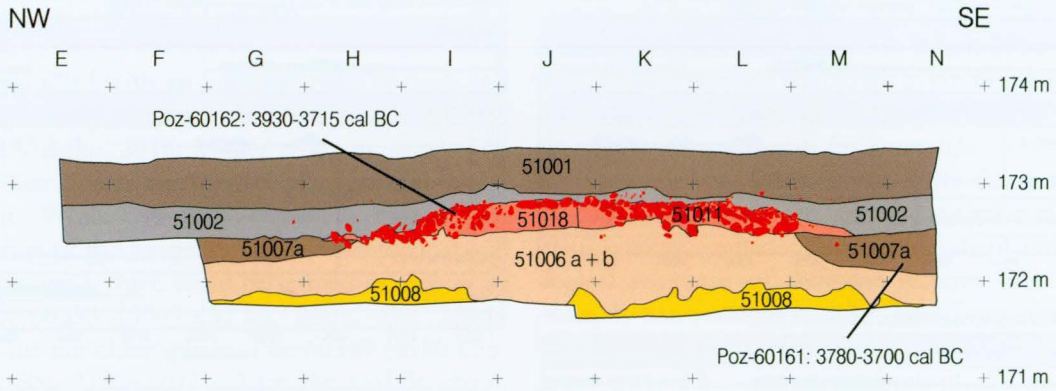 NW SE
E F G H I J K L M N
174 m
Poz-60162: 3930-3715 cal BC
51001
173 m
51002 51018 51011 51002
51007a 51007a
51006 a + b
172 m
51008 51008
Poz-60161: 3780-3700 cal BC
171 m